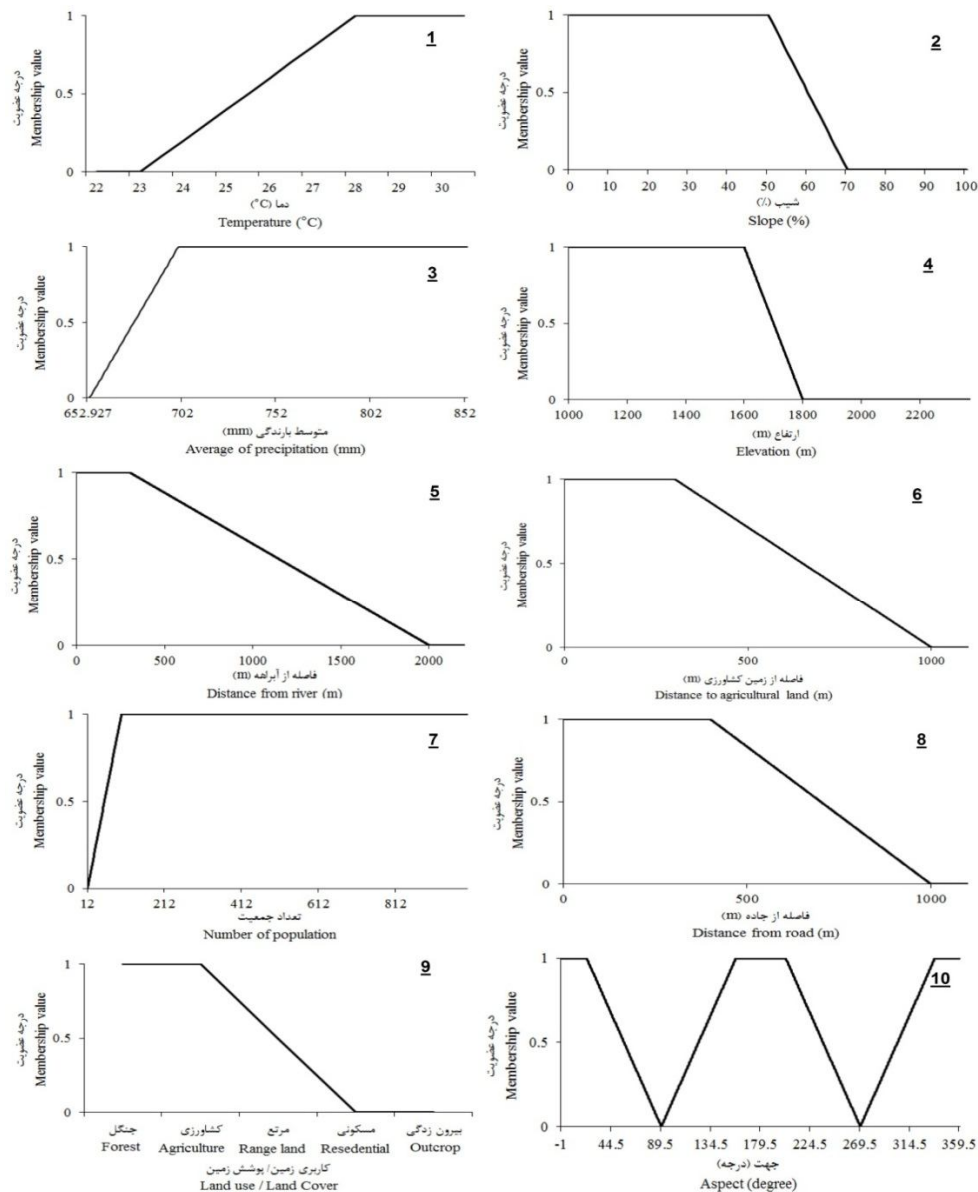 1
درجه عضویت
Membership value
1
0.5
0
22 23 24 25 26 27 28 29 30
دما (°C)
Temperature (°C)
2
درجه عضویت
Membership value
1
0.5
0
0 10 20 30 40 50 60 70 80 90 100
شیب (٪)
Slope (%)
3
درجه عضویت
Membership value
1
0.5
0
652.927 702 752 802 852
متوسط بارندگی (mm)
Average of precipitation (mm)
4
درجه عضویت
Membership value
1
0.5
0
1000 1200 1400 1600 1800 2000 2200
ارتفاع (m)
Elevation (m)
5
درجه عضویت
Membership value
1
0.5
0
0 500 1000 1500 2000
فاصله از آبراهه (m)
Distance from river (m)
6
درجه عضویت
Membership value
1
0.5
0
0 500 1000
فاصله از زمین کشاورزی (m)
Distance to agricultural land (m)
7
درجه عضویت
Membership value
1
0.5
0
12 212 412 612 812
تعداد جمعیت
Number of population
8
درجه عضویت
Membership value
1
0.5
0
0 500 1000
فاصله از جاده (m)
Distance from road (m)
9
درجه عضویت
Membership value
1
0.5
0
جنگل کشاورزی مرتع مسکونی بیرون زدگی
Forest Agriculture Range land Resedential Outcrop
کاربری زمین/ پوشش زمین
Land use / Land Cover
10
درجه عضویت
Membership value
1
0.5
0
-1 44.5 89.5 134.5 179.5 224.5 269.5 314.5 359.5
جهت (درجه)
Aspect (degree)